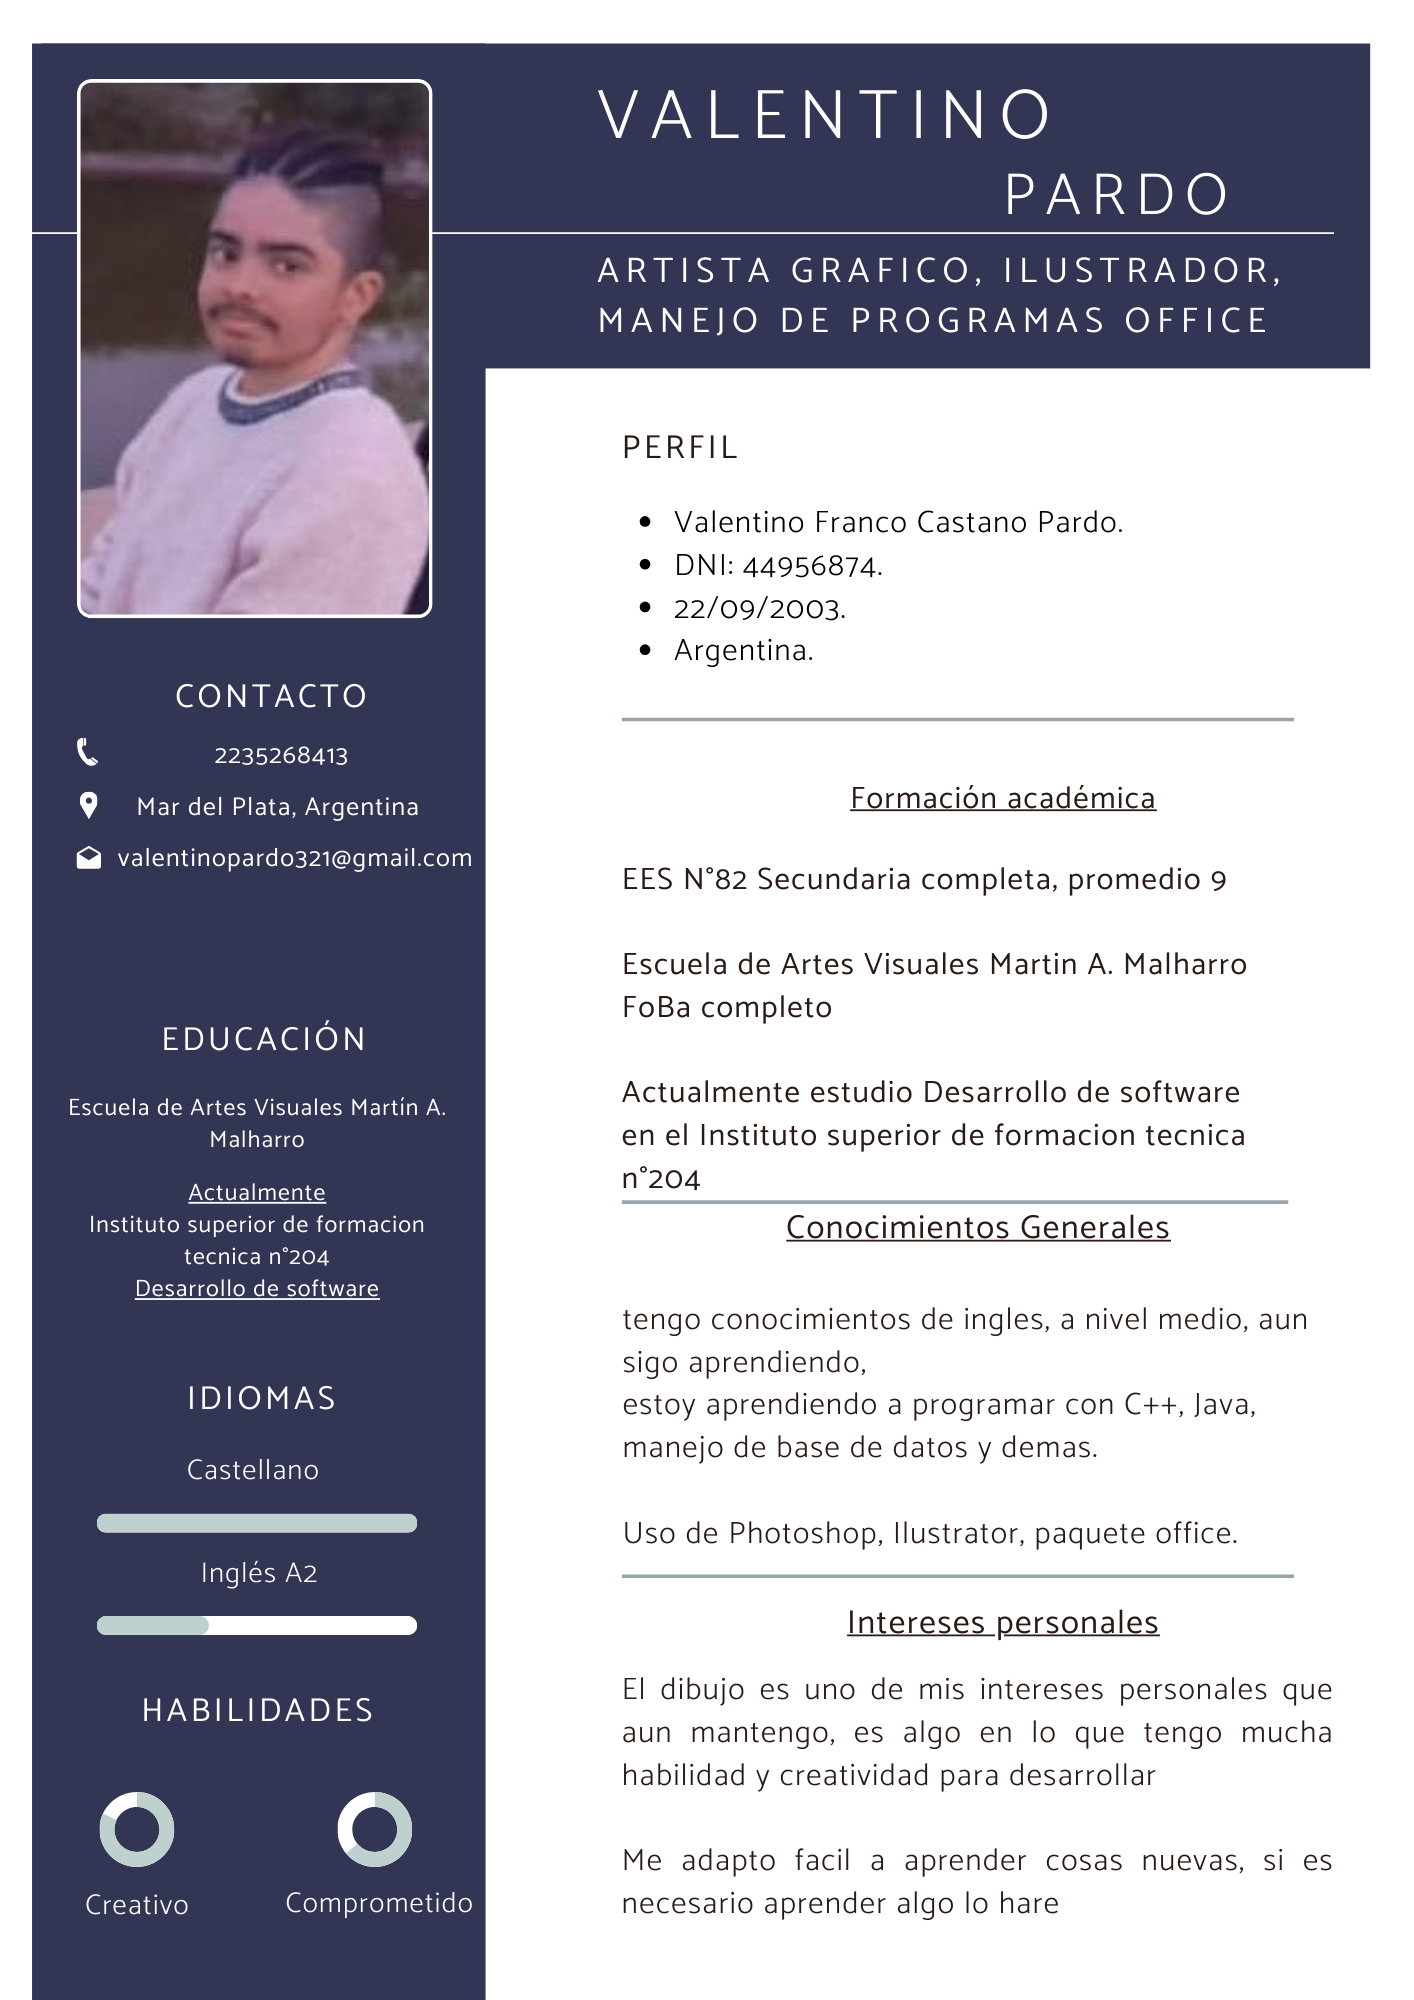 VALENTINO
PARDO
ARTISTA GRAFICO, ILUSTRADOR,
MANEJO DE PROGRAMAS OFFICE
CONTACTO
2235268413
Mar del Plata, Argentina
valentinopardo321@gmail.com
EDUCACIÓN
Escuela de Artes Visuales Martín A.
Malharro
Actualmente
Instituto superior de formacion
tecnica n°204
Desarrollo de software
IDIOMAS
Castellano
Inglés A2
HABILIDADES
Creativo
Comprometido
PERFIL
• Valentino Franco Castano Pardo.
• DNI: 44956874.
• 22/09/2003.
• Argentina.
Formación académica
EES N°82 Secundaria completa, promedio 9
Escuela de Artes Visuales Martin A. Malharro
FoBa completo
Actualmente estudio Desarrollo de software
en el Instituto superior de formacion tecnica
n°204
Conocimientos Generales
tengo conocimientos de ingles, a nivel medio, aun
sigo aprendiendo,
estoy aprendiendo a programar con C++, Java,
manejo de base de datos y demas.
Uso de Photoshop, Ilustrator, paquete office.
Intereses personales
El dibujo es uno de mis intereses personales que
aun mantengo, es algo en lo que tengo mucha
habilidad y creatividad para desarrollar
Me adapto facil a aprender cosas nuevas, si es
necesario aprender algo lo hare